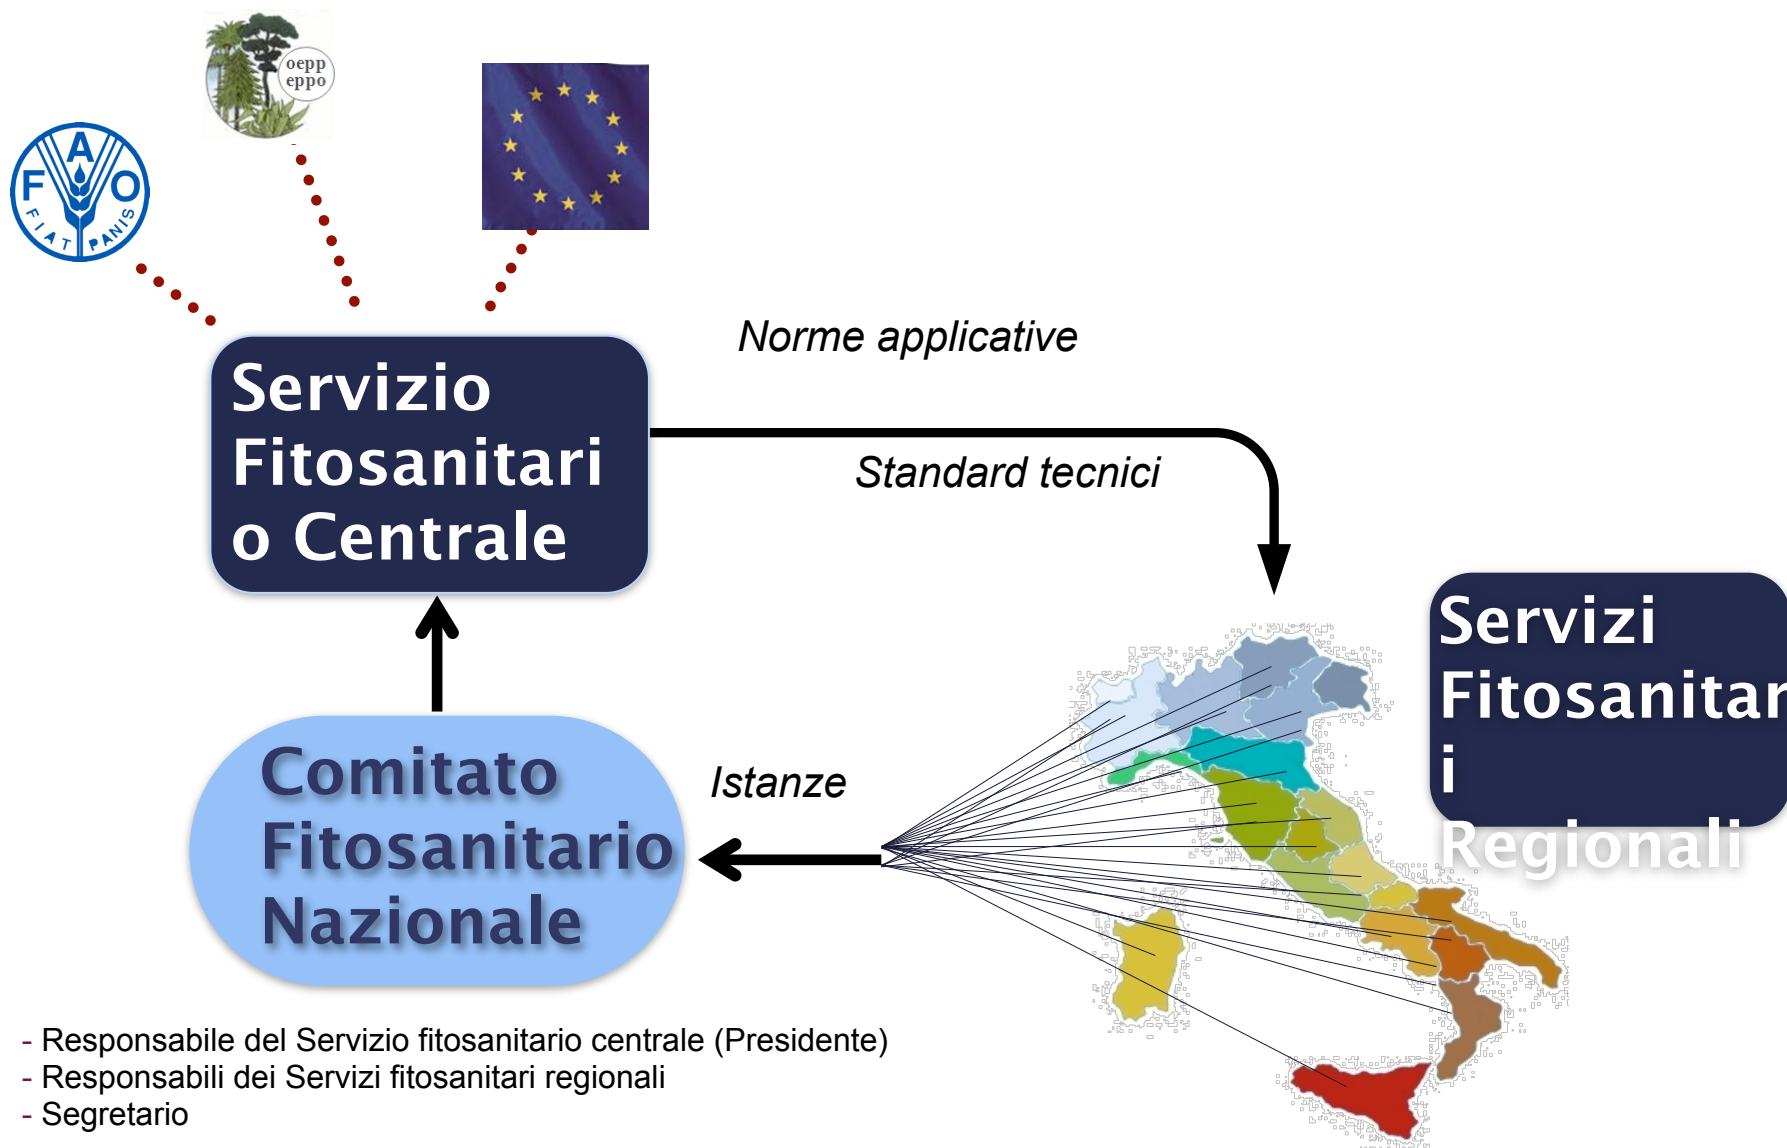 oepp
eppo
FAO
FIAT PANIS
Norme applicative
Servizio
Fitosanitari
o Centrale
Standard tecnici
Servizi
Fitosanitar
i
Regionali
Comitato
Fitosanitario
Nazionale
Istanze
- Responsabile del Servizio fitosanitario centrale (Presidente)
- Responsabili dei Servizi fitosanitari regionali
- Segretario